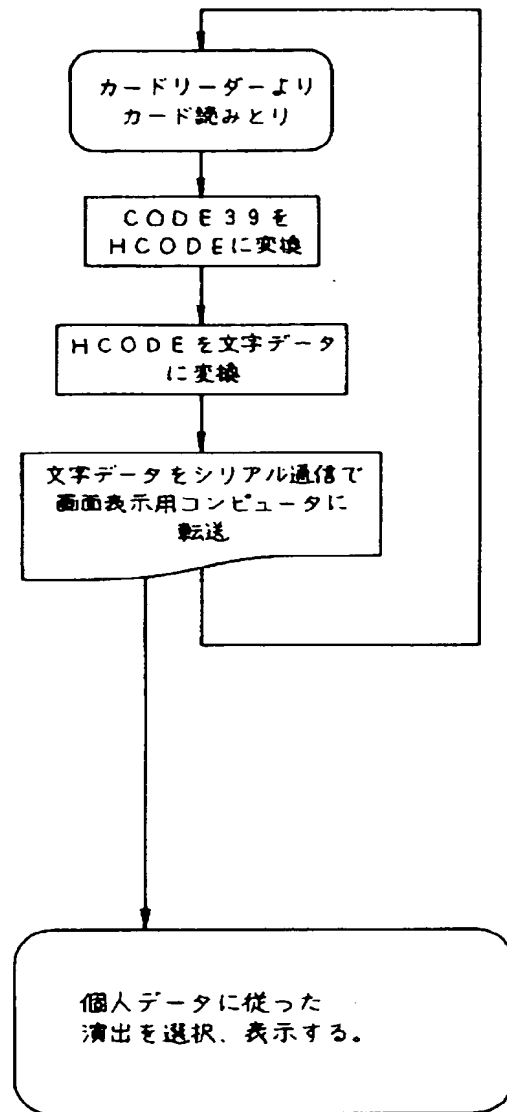 カードリーダーより
カード読みとり
CODE39を
HCODEに変換
HCODEを文字データ
に変換
文字データをシリアル通信で
画面表示用コンピュータに
転送
個人データに従った
演出を選択、表示する。